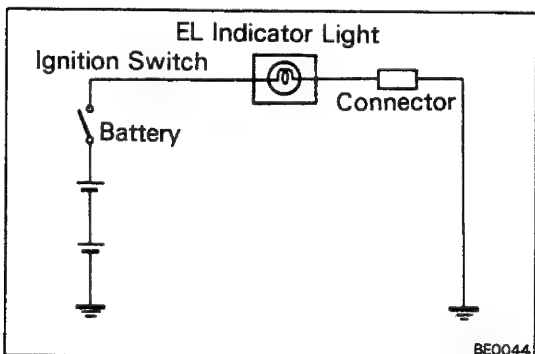 EL Indicator Light
Ignition Switch
Connector
Battery
BE0044